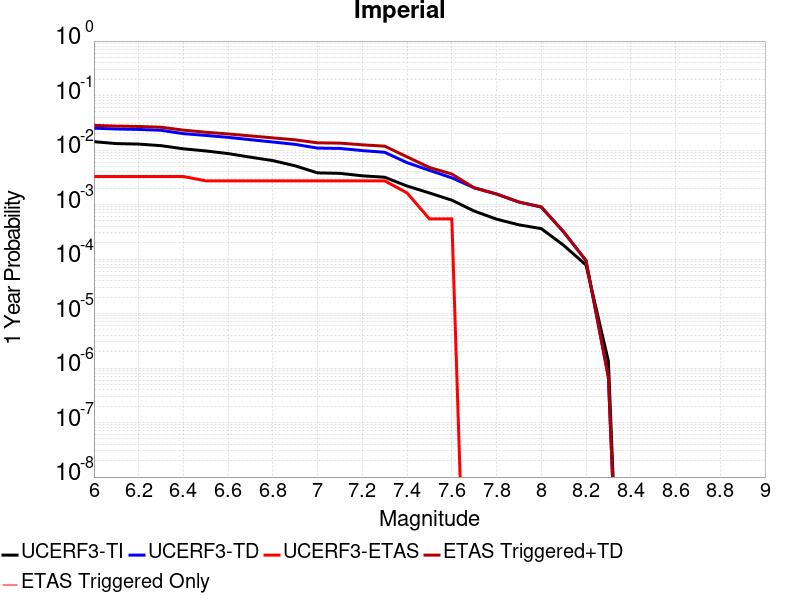 Imperial
10^0
10^-1
10^-2
10^-3
10^-4
10^-5
10^-6
10^-7
10^-8
1 Year Probability
6 6.2 6.4 6.6 6.8 7 7.2 7.4 7.6 7.8 8 8.2 8.4 8.6 8.8 9
Magnitude
UCERF3-TI UCERF3-TD UCERF3-ETAS ETAS Triggered+TD
ETAS Triggered Only